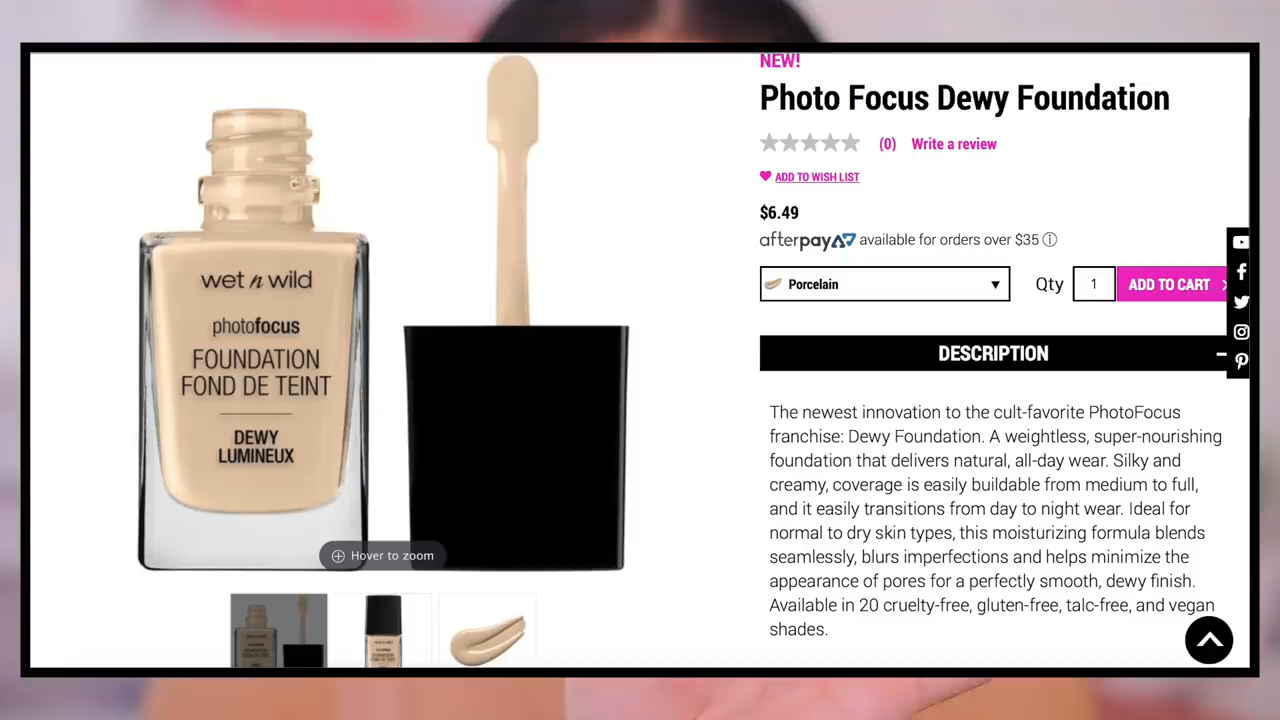 NEW!
Photo Focus Dewy Foundation
(0) Write a review
ADD TO WISH LIST
$6.49
afterpay available for orders over $35
Porcelain
Qty 1 ADD TO CART
DESCRIPTION
The newest innovation to the cult-favorite PhotoFocus
franchise: Dewy Foundation. A weightless, super-nourishing
foundation that delivers natural, all-day wear. Silky and
creamy, coverage is easily buildable from medium to full,
and it easily transitions from day to night wear. Ideal for
normal to dry skin types, this moisturizing formula blends
seamlessly, blurs imperfections and helps minimize the
appearance of pores for a perfectly smooth, dewy finish.
Available in 20 cruelty-free, gluten-free, talc-free, and vegan
shades.
wet n wild
photofocus
FOUNDATION
FOND DE TEINT
DEWY
LUMINEUX
Hover to zoom